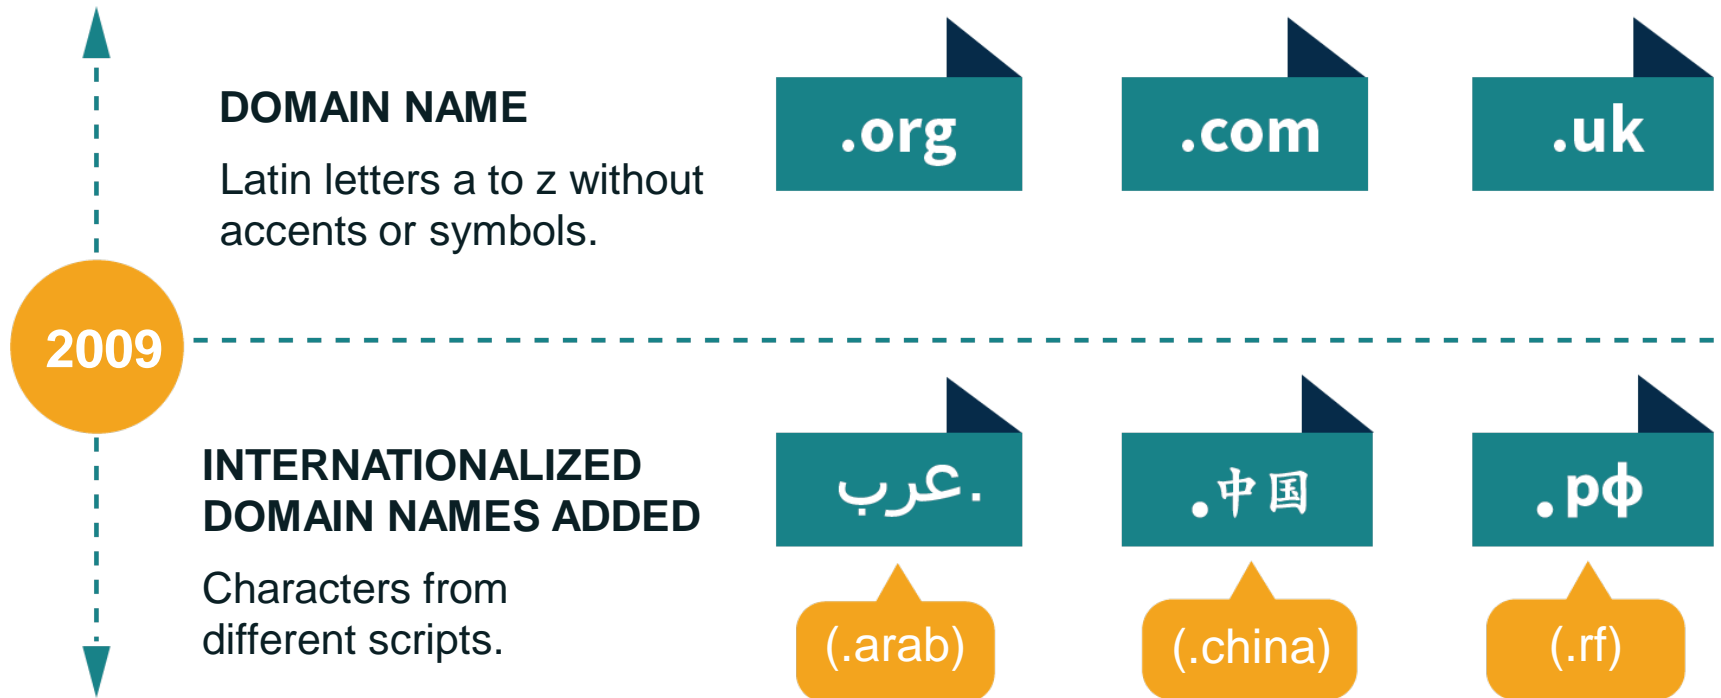 DOMAIN NAME
Latin letters a to z without
accents or symbols.
.org
.com
.uk
2009
INTERNATIONALIZED
DOMAIN NAMES ADDED
Characters from
different scripts.
.عرب
.中国
.рф
(.arab)
(.china)
(.rf)